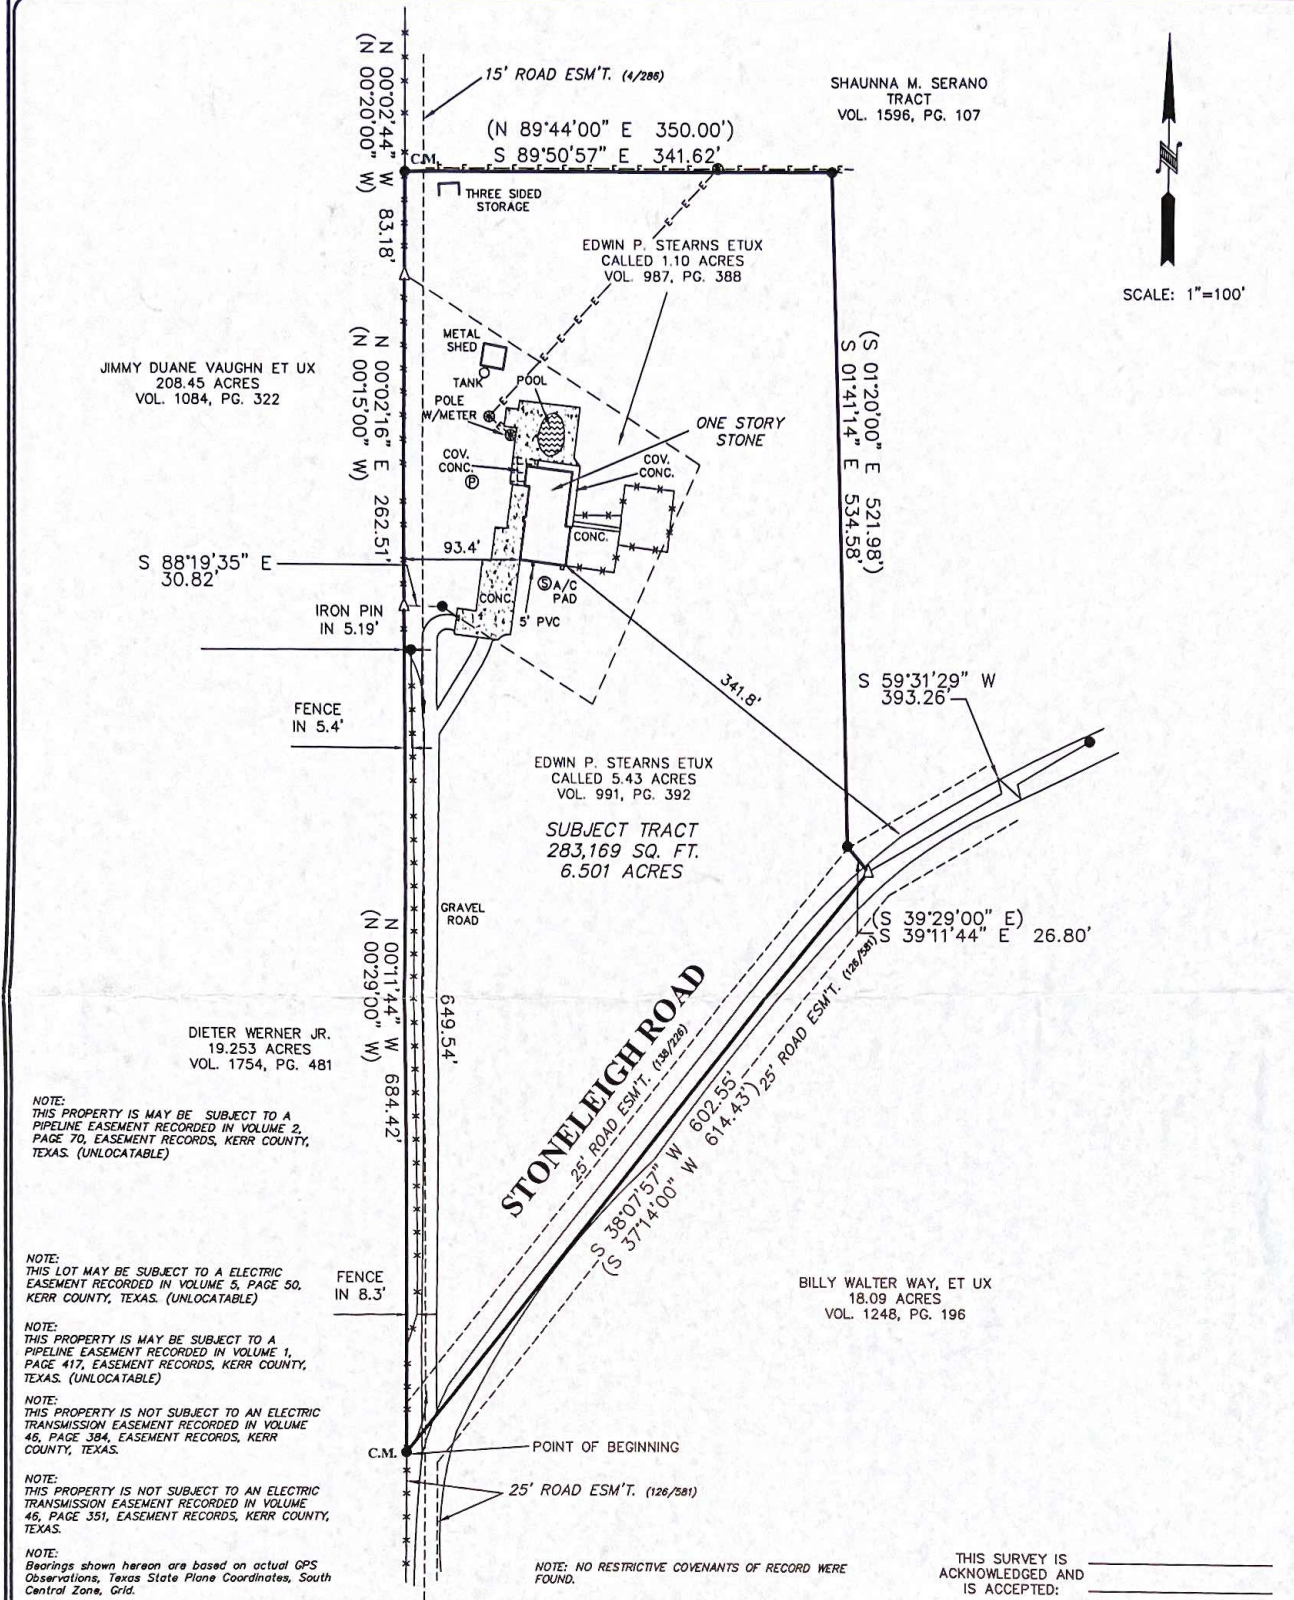 15' ROAD ESM'T. (4/286)
SHAUNNA M. SERANO
TRACT
VOL. 1596, PG. 107
(N 89°44'00" E 350.00')
S 89°50'57" E 341.62'
C.M.
N 00°02'44" W 83.18'
(N 00°20'00" W)
THREE SIDED
STORAGE
EDWIN P. STEARNS ETUX
CALLED 1.10 ACRES
VOL. 987, PG. 388
SCALE: 1"=100'
METAL
SHED
TANK
POOL
POLE
W/METER
JIMMY DUANE VAUGHN ET UX
208.45 ACRES
VOL. 1084, PG. 322
N 00°02'16" E 262.51'
(N 00°15'00" W)
ONE STORY
STONE
COV.
CONC.
P
COV.
CONC.
(S 01°20'00" E 521.98')
S 01°41'14" E 534.58'
CONC.
93.4'
S 88°19'35" E
30.82'
S A/C
PAD
CONC.
5' PVC
IRON PIN
IN 5.19'
FENCE
IN 5.4'
341.8'
S 59°31'29" W
393.26'
EDWIN P. STEARNS ETUX
CALLED 5.43 ACRES
VOL. 991, PG. 392
SUBJECT TRACT
283,169 SQ. FT.
6.501 ACRES
GRAVEL
ROAD
N 00°11'44" W 684.42'
(N 00°29'00" W)
649.54'
(S 39°29'00" E)
S 39°11'44" E 26.80'
STONELEIGH ROAD
25' ROAD ESM'T. (138/226)
25' ROAD ESM'T. (126/581)
S 38°07'57" W 602.55'
(S 37°14'00" W 614.43')
DIETER WERNER JR.
19.253 ACRES
VOL. 1754, PG. 481
NOTE:
THIS PROPERTY IS MAY BE SUBJECT TO A
PIPELINE EASEMENT RECORDED IN VOLUME 2,
PAGE 70, EASEMENT RECORDS, KERR COUNTY,
TEXAS. (UNLOCATABLE)
NOTE:
THIS LOT MAY BE SUBJECT TO A ELECTRIC
EASEMENT RECORDED IN VOLUME 5, PAGE 50,
KERR COUNTY, TEXAS. (UNLOCATABLE)
FENCE
IN 8.3'
BILLY WALTER WAY, ET UX
18.09 ACRES
VOL. 1248, PG. 196
NOTE:
THIS PROPERTY IS MAY BE SUBJECT TO A
PIPELINE EASEMENT RECORDED IN VOLUME 1,
PAGE 417, EASEMENT RECORDS, KERR COUNTY,
TEXAS. (UNLOCATABLE)
NOTE:
THIS PROPERTY IS NOT SUBJECT TO AN ELECTRIC
TRANSMISSION EASEMENT RECORDED IN VOLUME
46, PAGE 384, EASEMENT RECORDS, KERR
COUNTY, TEXAS.
C.M.
POINT OF BEGINNING
25' ROAD ESM'T. (126/581)
NOTE:
THIS PROPERTY IS NOT SUBJECT TO AN ELECTRIC
TRANSMISSION EASEMENT RECORDED IN VOLUME
46, PAGE 351, EASEMENT RECORDS, KERR COUNTY,
TEXAS.
NOTE:
Bearings shown hereon are based on actual GPS
Observations, Texas State Plane Coordinates, South
Central Zone, Grid.
NOTE: NO RESTRICTIVE COVENANTS OF RECORD WERE
FOUND.
THIS SURVEY IS
ACKNOWLEDGED AND
IS ACCEPTED: